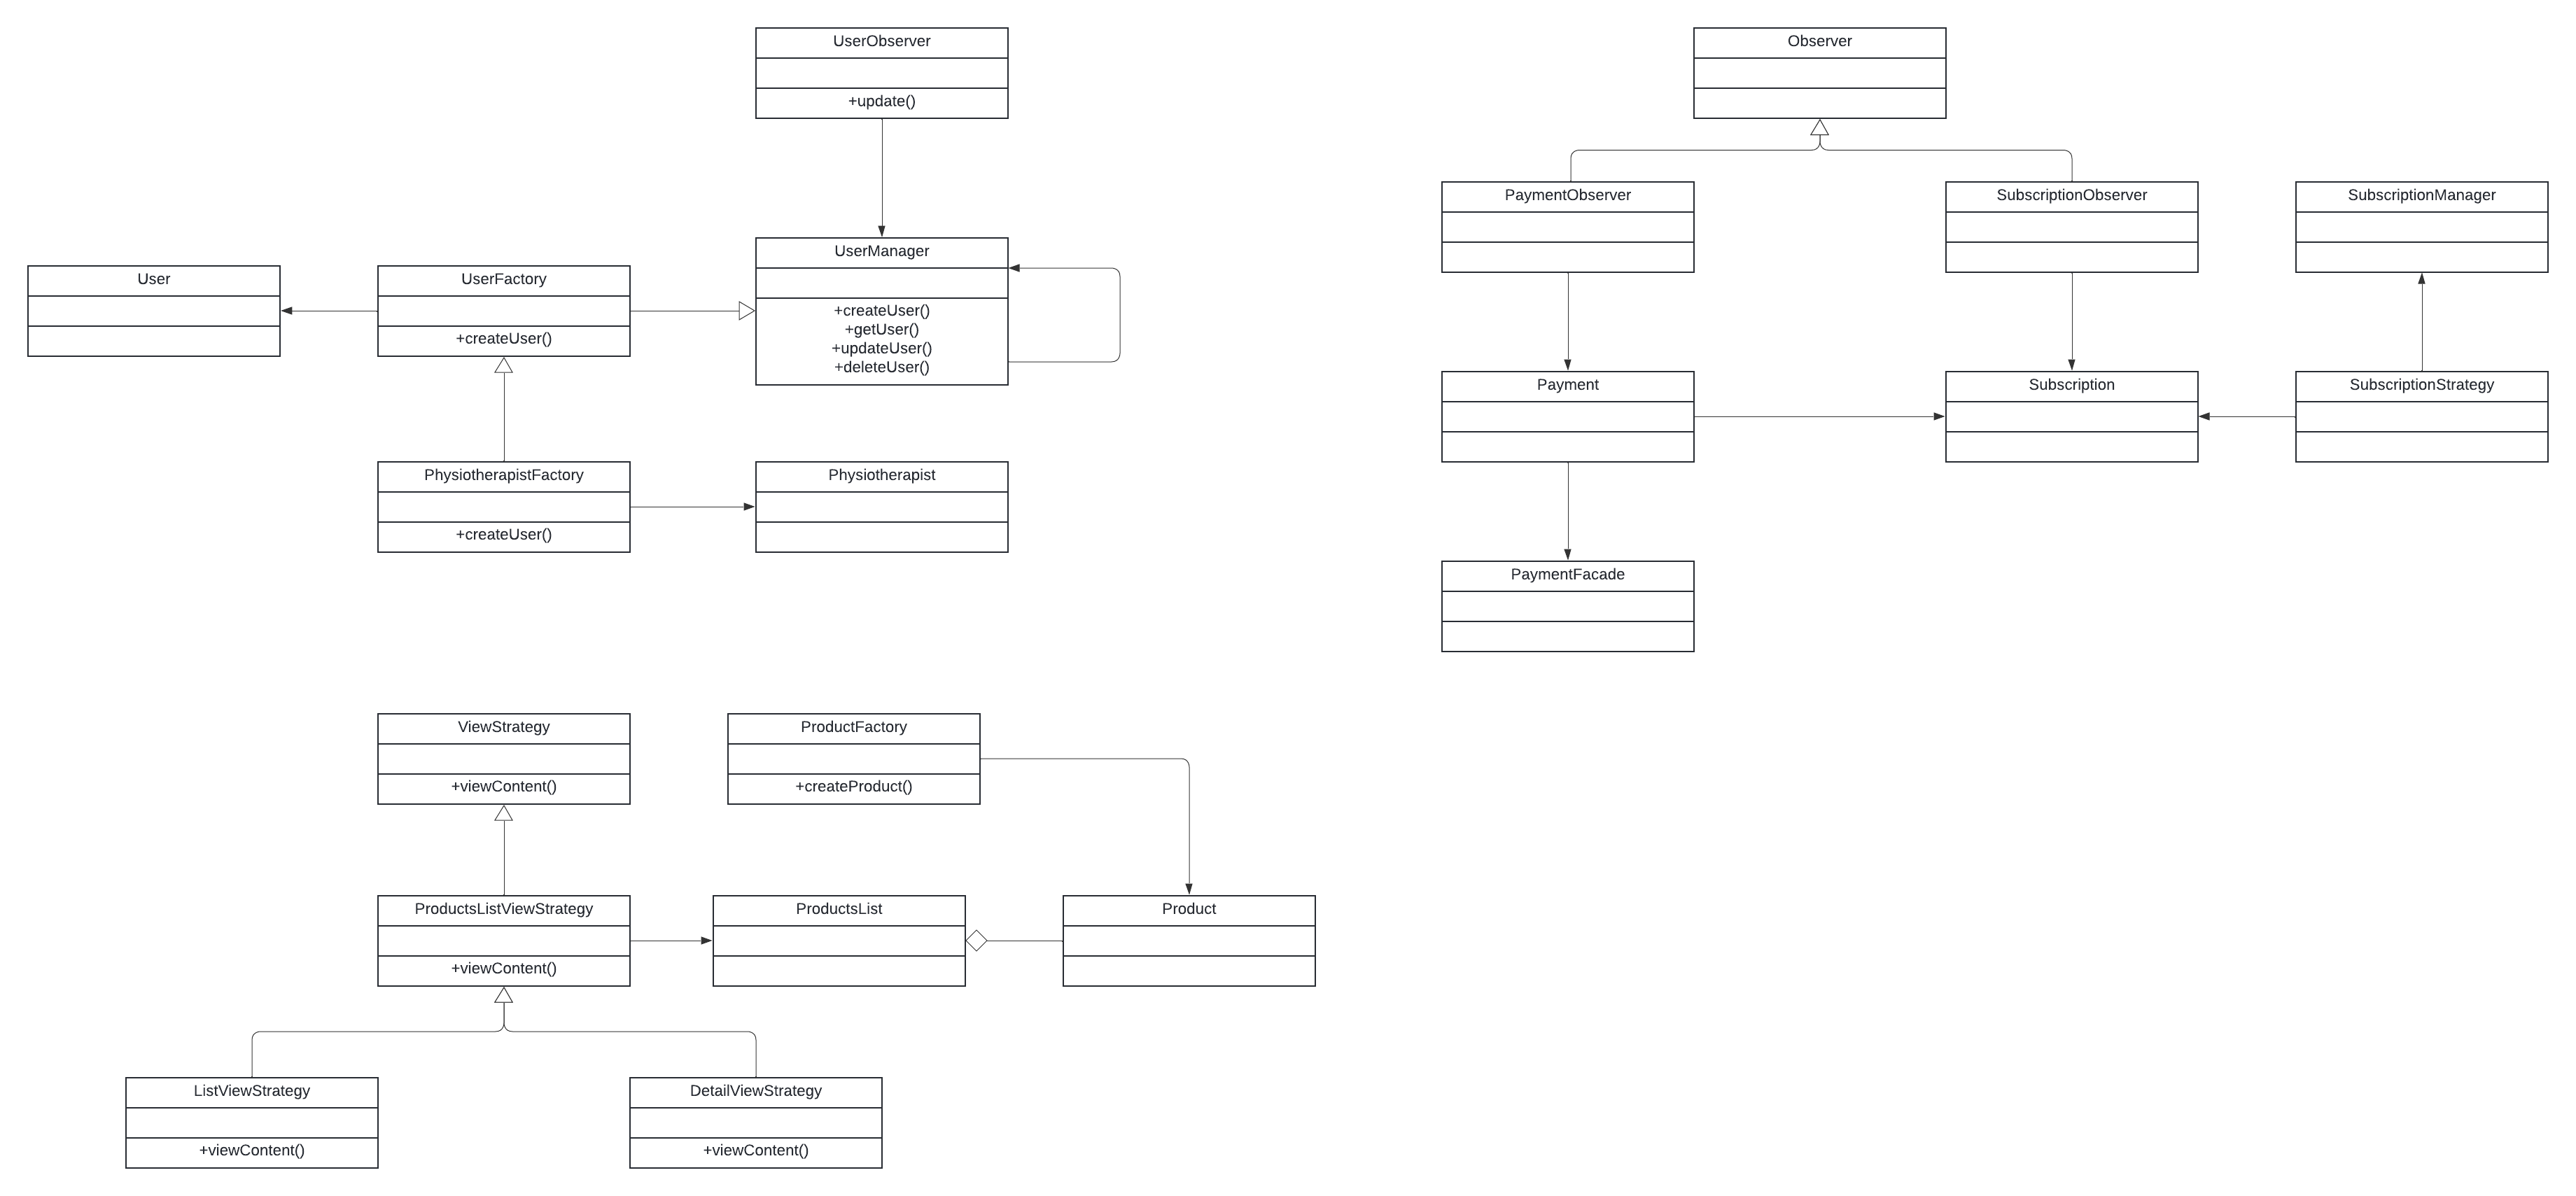 UserObserver
+update()
Observer
PaymentObserver
SubscriptionObserver
SubscriptionManager
User
UserFactory
+createUser()
UserManager
+createUser()
+getUser()
+updateUser()
+deleteUser()
Payment
Subscription
SubscriptionStrategy
PhysiotherapistFactory
+createUser()
Physiotherapist
PaymentFacade
ViewStrategy
+viewContent()
ProductFactory
+createProduct()
ProductsListViewStrategy
+viewContent()
ProductsList
Product
ListViewStrategy
+viewContent()
DetailViewStrategy
+viewContent()